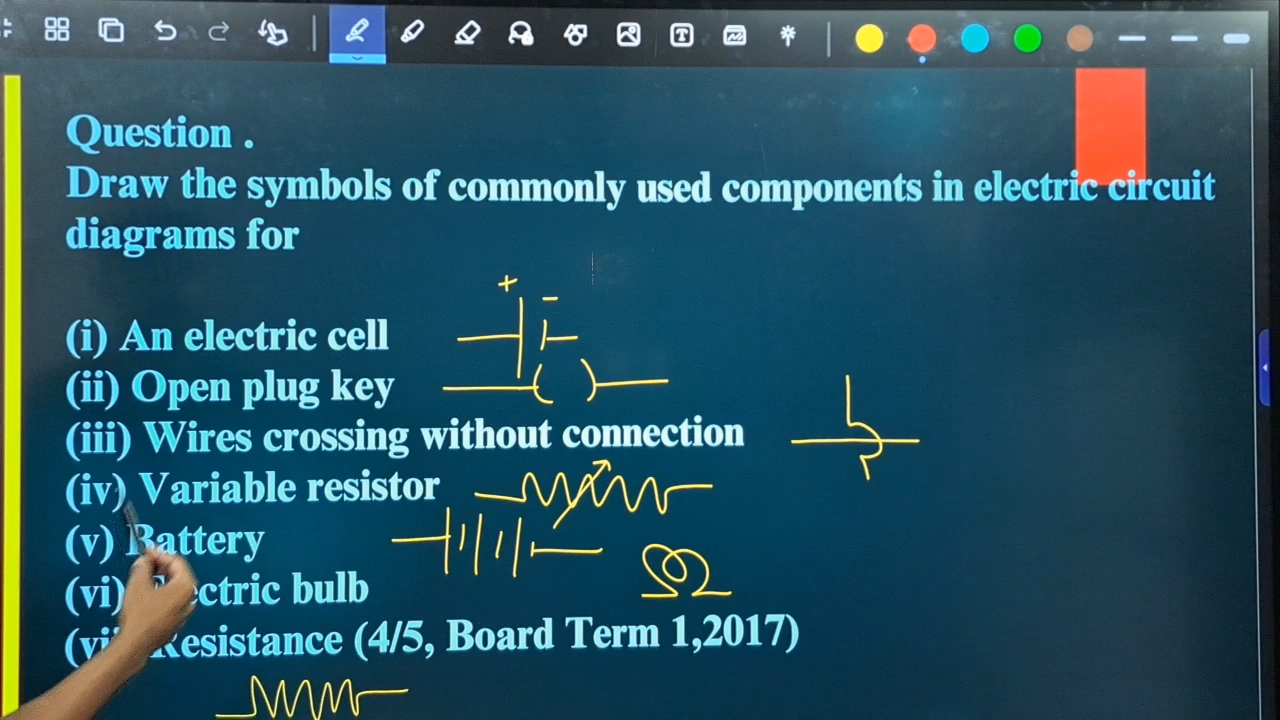 Question .
Draw the symbols of commonly used components in electric circuit
diagrams for
+ -
(i) An electric cell
(ii) Open plug key
(iii) Wires crossing without connection
(iv) Variable resistor
(v) Battery
(vi) bulb
Resistance (4/5, Board Term 1,2017)